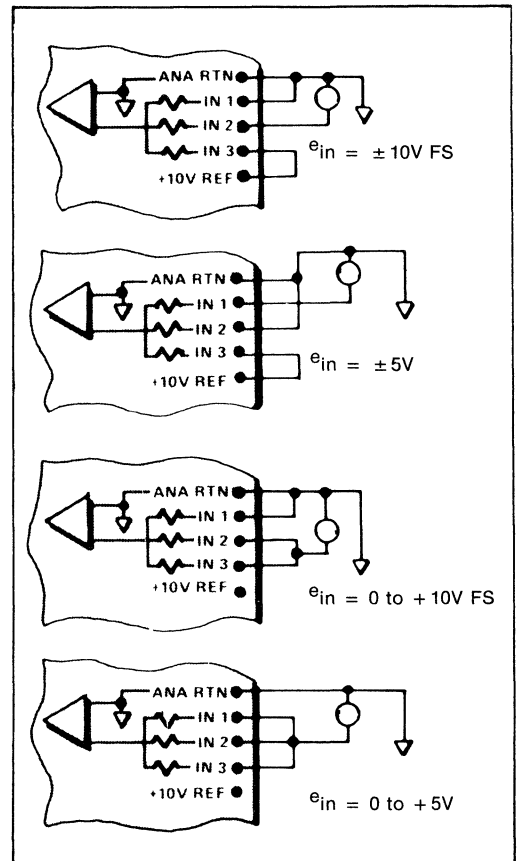 ANA RTN
IN 1
IN 2
IN 3
+10V REF
ein = ±10V FS
ANA RTN
IN 1
IN 2
IN 3
+10V REF
ein = ±5V
ANA RTN
IN 1
IN 2
IN 3
+10V REF
ein = 0 to +10V FS
ANA RTN
IN 1
IN 2
IN 3
+10V REF
ein = 0 to +5V